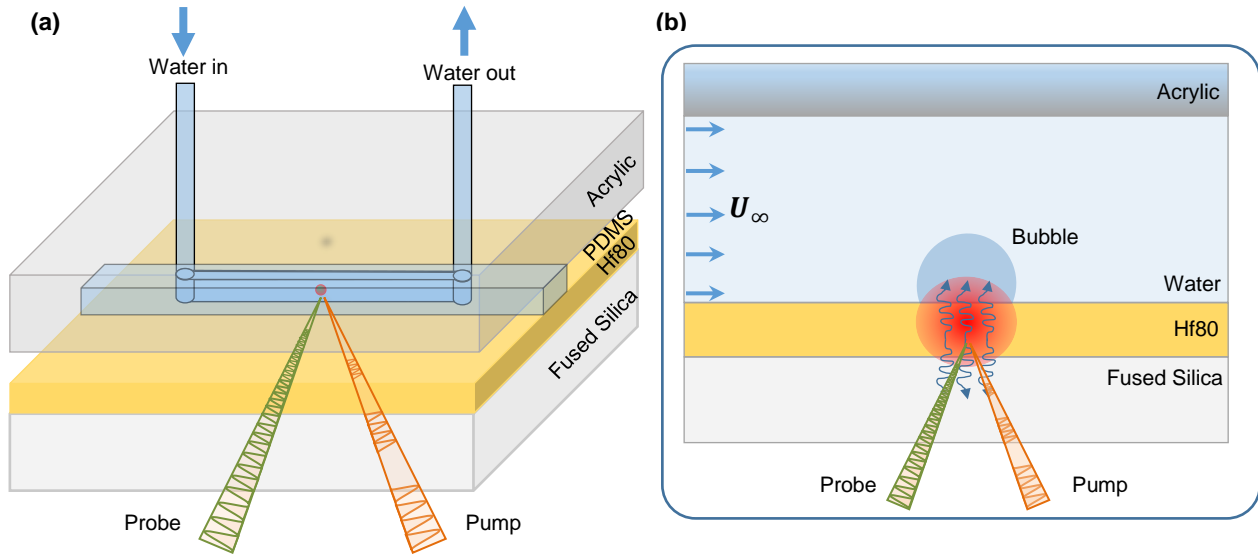 (a)
Water in
Water out
Acrylic
PDMS
Hf80
Fused Silica
Probe
Pump
(b)
Acrylic
U∞
Bubble
Water
Hf80
Fused Silica
Probe
Pump